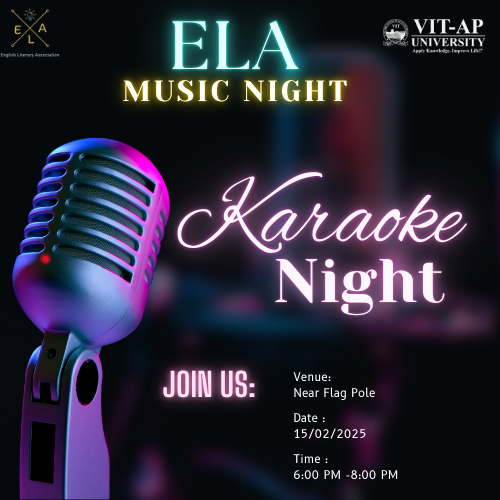 E A
L
English Literary Association
ELA
MUSIC NIGHT
VIT-AP
UNIVERSITY
Apply Knowledge. Improve Life!
Karaoke
Night
JOIN US:
Venue:
Near Flag Pole
Date :
15/02/2025
Time :
6:00 PM -8:00 PM